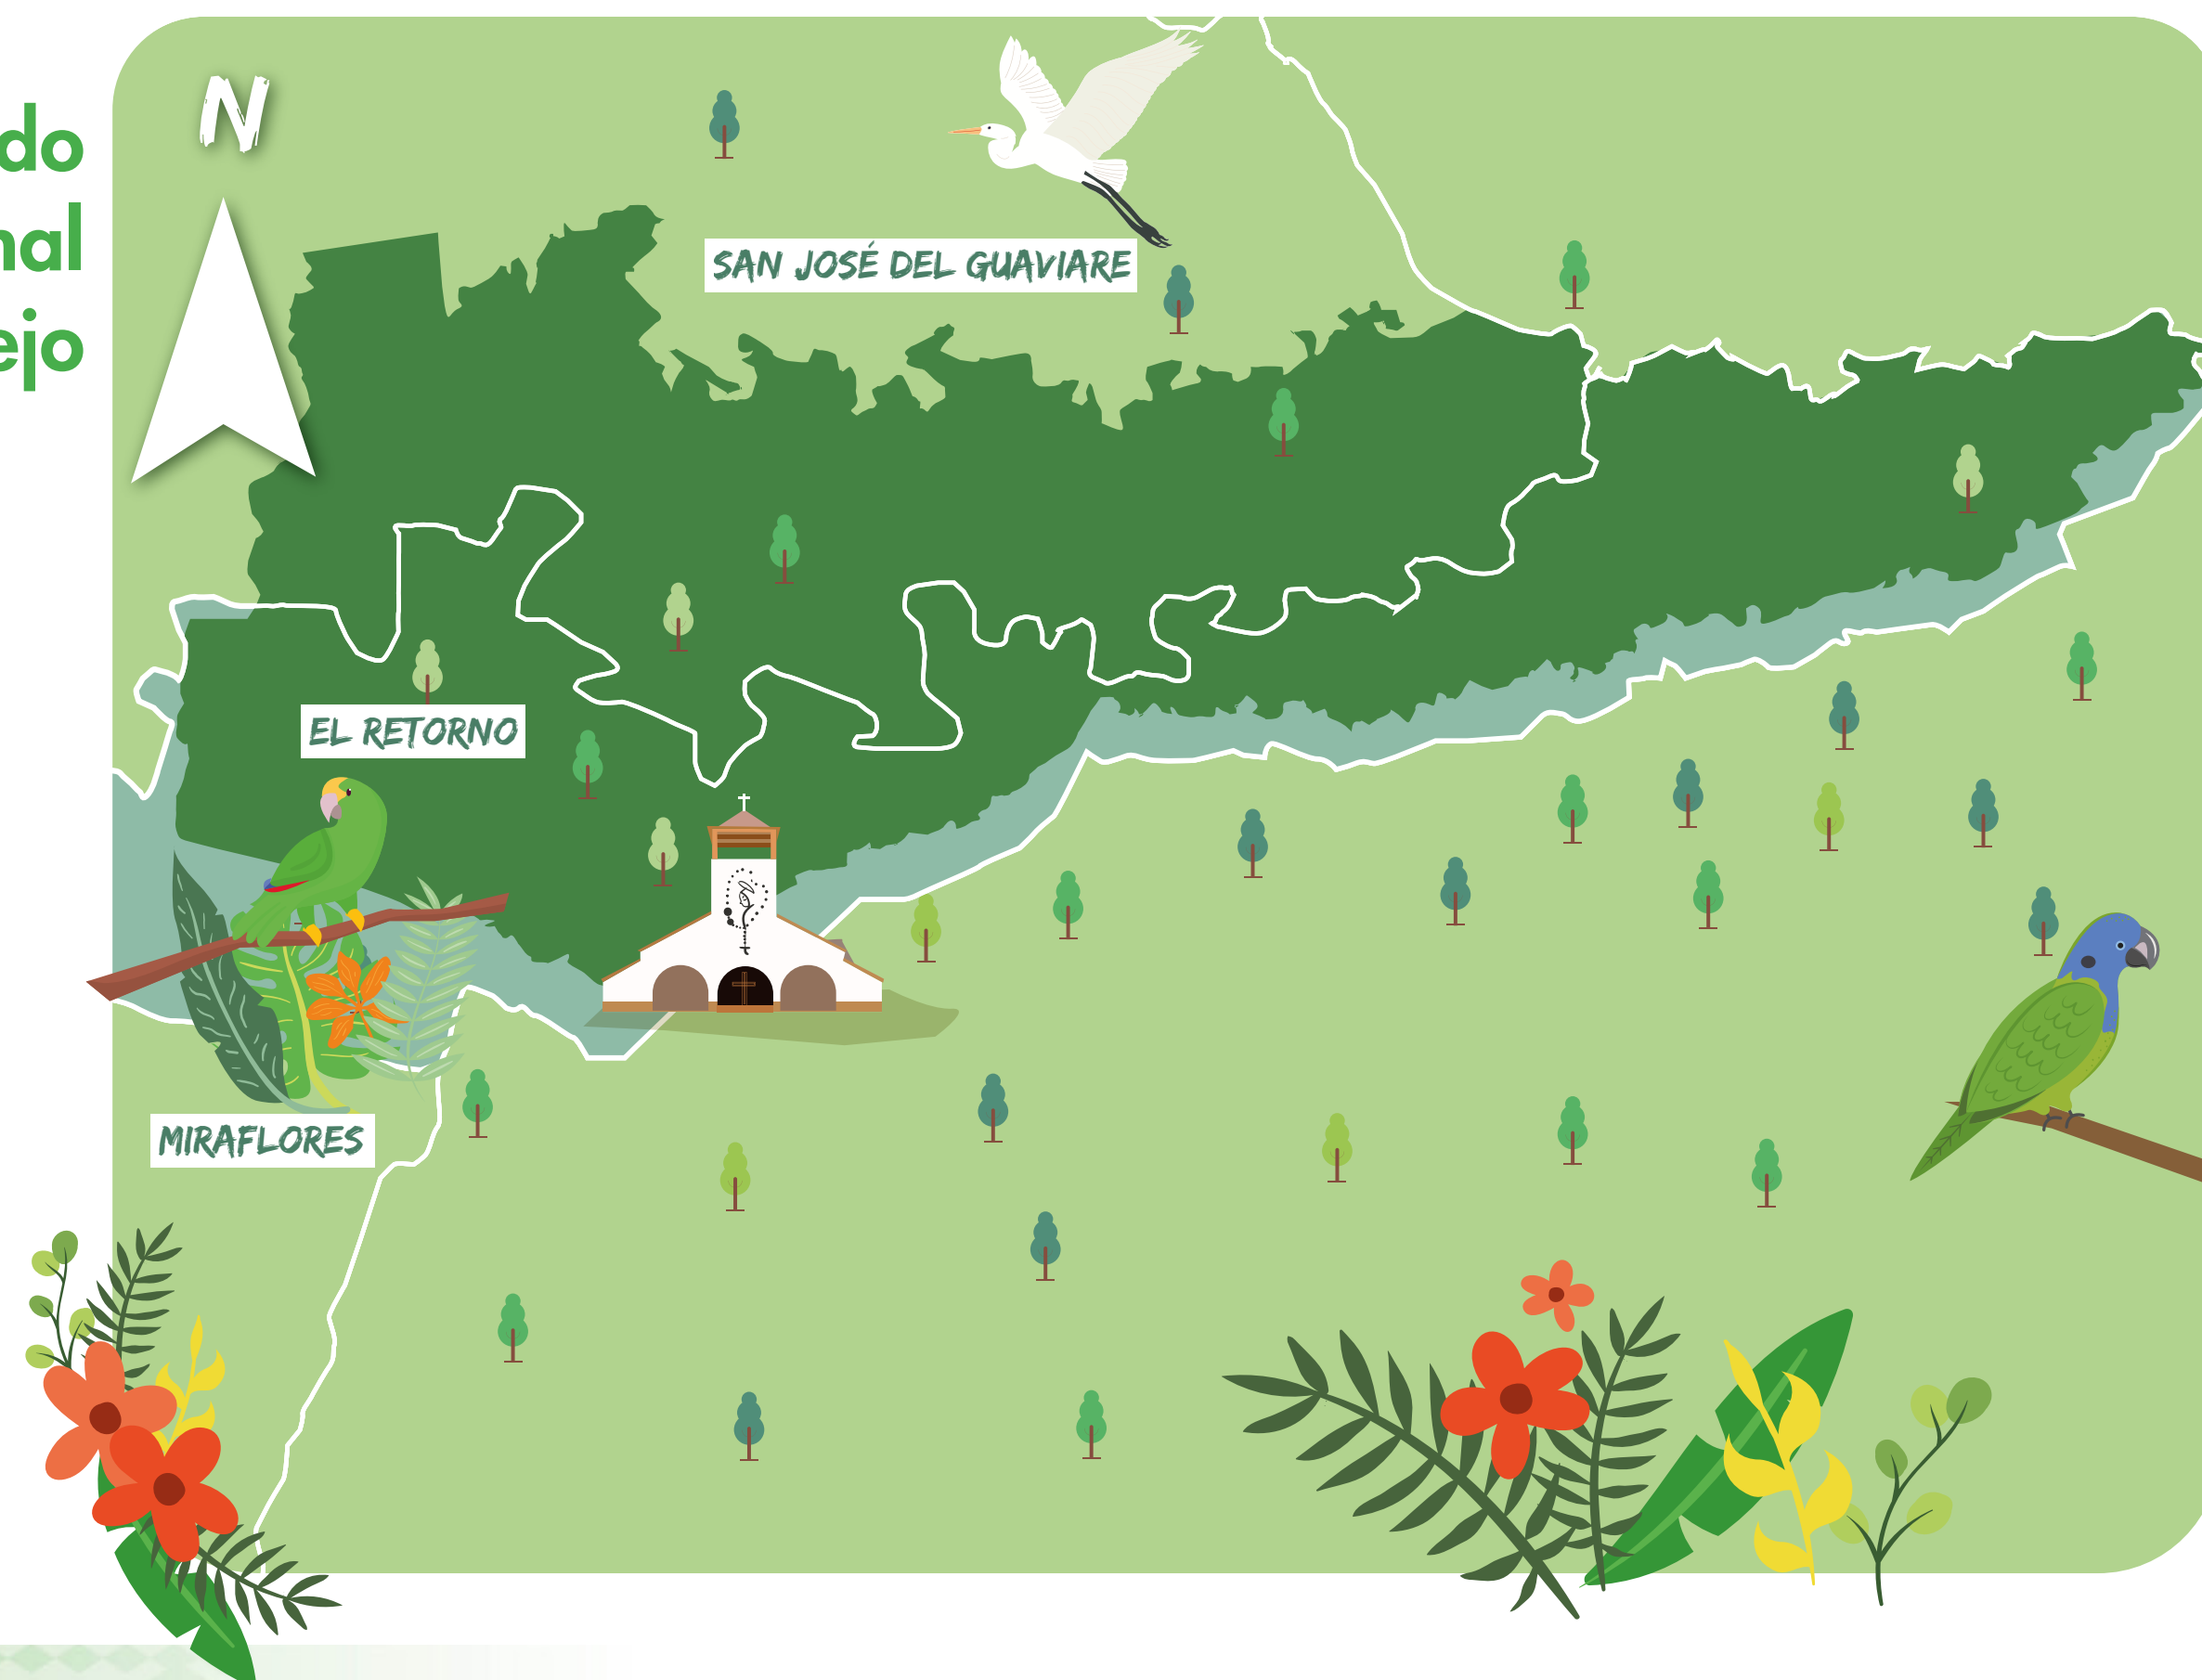 do
nal
ejo
N
SAN JOSÉ DEL GUAVIARE
EL RETORNO
MIRAFLORES